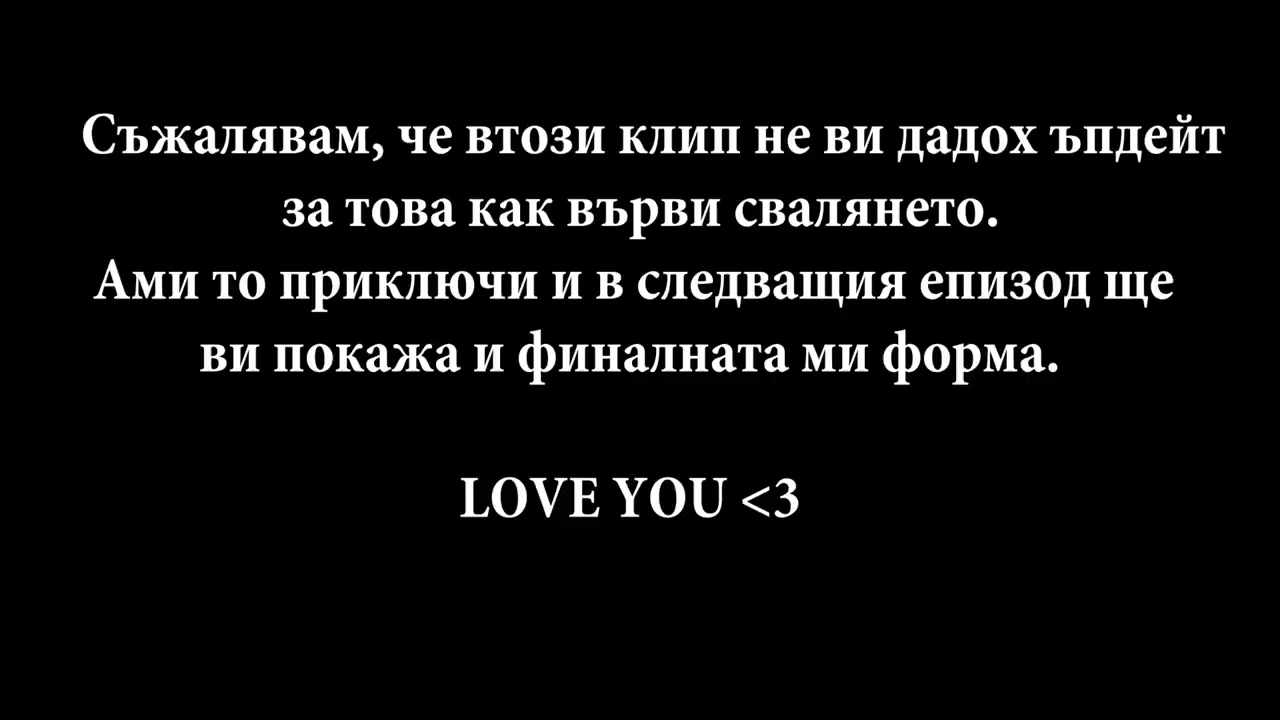 Съжалявам, че втози клип не ви дадох ъпдейт
за това как върви свалянето.
Ами то приключи и в следващия епизод ще
ви покажа и финалната ми форма.
LOVE YOU <3